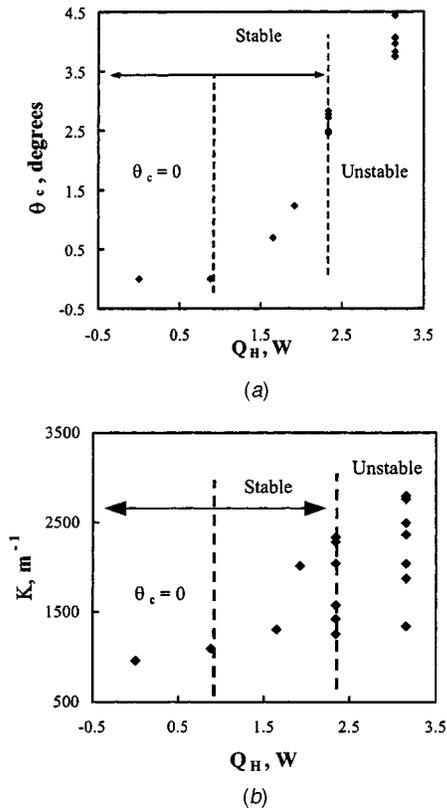 4.5
Stable
3.5
θ c , degrees
2.5
θ c = 0
Unstable
1.5
0.5
-0.5
-0.5 0.5 1.5 2.5 3.5
Q H , W
(a)
3500
Unstable
Stable
2500
K, m -1
θ c = 0
1500
500
-0.5 0.5 1.5 2.5 3.5
Q H , W
(b)